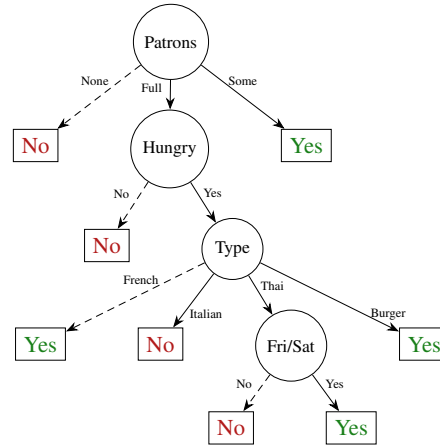 Patrons
None
Full
Some
No
Hungry
Yes
No
Yes
No
Type
French
Italian
Thai
Burger
Yes
No
Fri/Sat
Yes
No
Yes
No
Yes